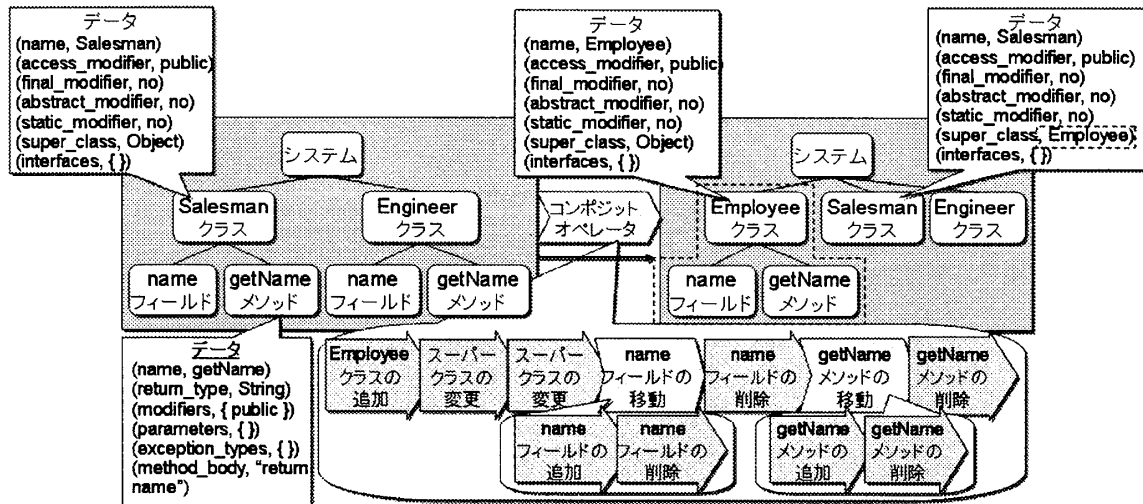 データ
(name, Salesman)
(access_modifier, public)
(final_modifier, no)
(abstract_modifier, no)
(static_modifier, no)
(super_class, Object)
(interfaces, { })
データ
(name, Employee)
(access_modifier, public)
(final_modifier, no)
(abstract_modifier, no)
(static_modifier, no)
(super_class, Object)
(interfaces, { })
データ
(name, Salesman)
(access_modifier, public)
(final_modifier, no)
(abstract_modifier, no)
(static_modifier, no)
(super_class, Employee)
(interfaces, { })
システム
Salesman
クラス
Engineer
クラス
name
フィールド
getName
メソッド
name
フィールド
getName
メソッド
コンポジット
オペレータ
システム
Employee
クラス
Salesman
クラス
Engineer
クラス
name
フィールド
getName
メソッド
データ
(name, getName)
(return_type, String)
(modifiers, { public })
(parameters, { })
(exception_types, { })
(method_body, "return
name")
Employee
クラスの
追加
スーパー
クラスの
変更
スーパー
クラスの
変更
name
フィールドの
移動
name
フィールドの
削除
getName
メソッドの
移動
getName
メソッドの
削除
name
フィールドの
追加
name
フィールドの
削除
getName
メソッドの
追加
getName
メソッドの
削除